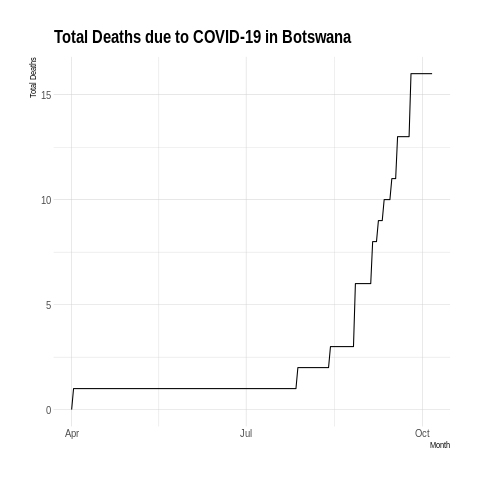 Total Deaths due to COVID-19 in Botswana
Total Deaths
15
10
5
0
Apr
Jul
Oct
Month